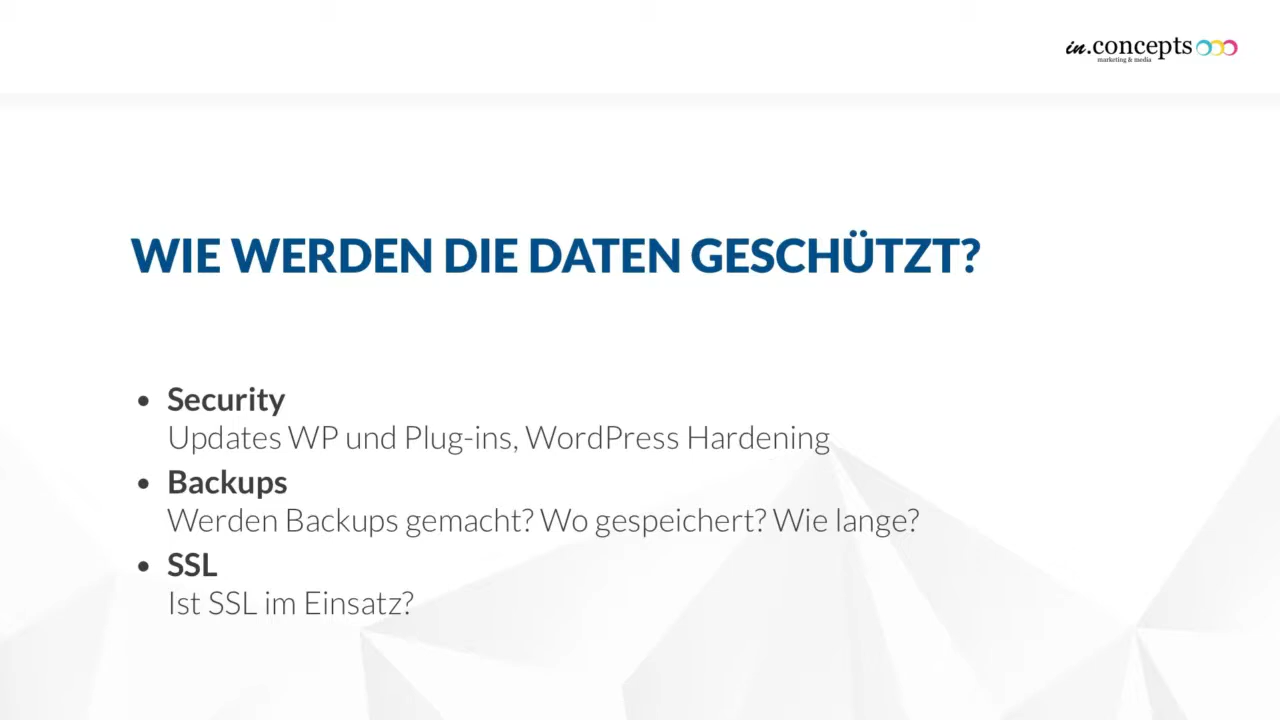 in.concepts
marketing & media
WIE WERDEN DIE DATEN GESCHÜTZT?
• Security
Updates WP und Plug-ins, WordPress Hardening
• Backups
Werden Backups gemacht? Wo gespeichert? Wie lange?
• SSL
Ist SSL im Einsatz?